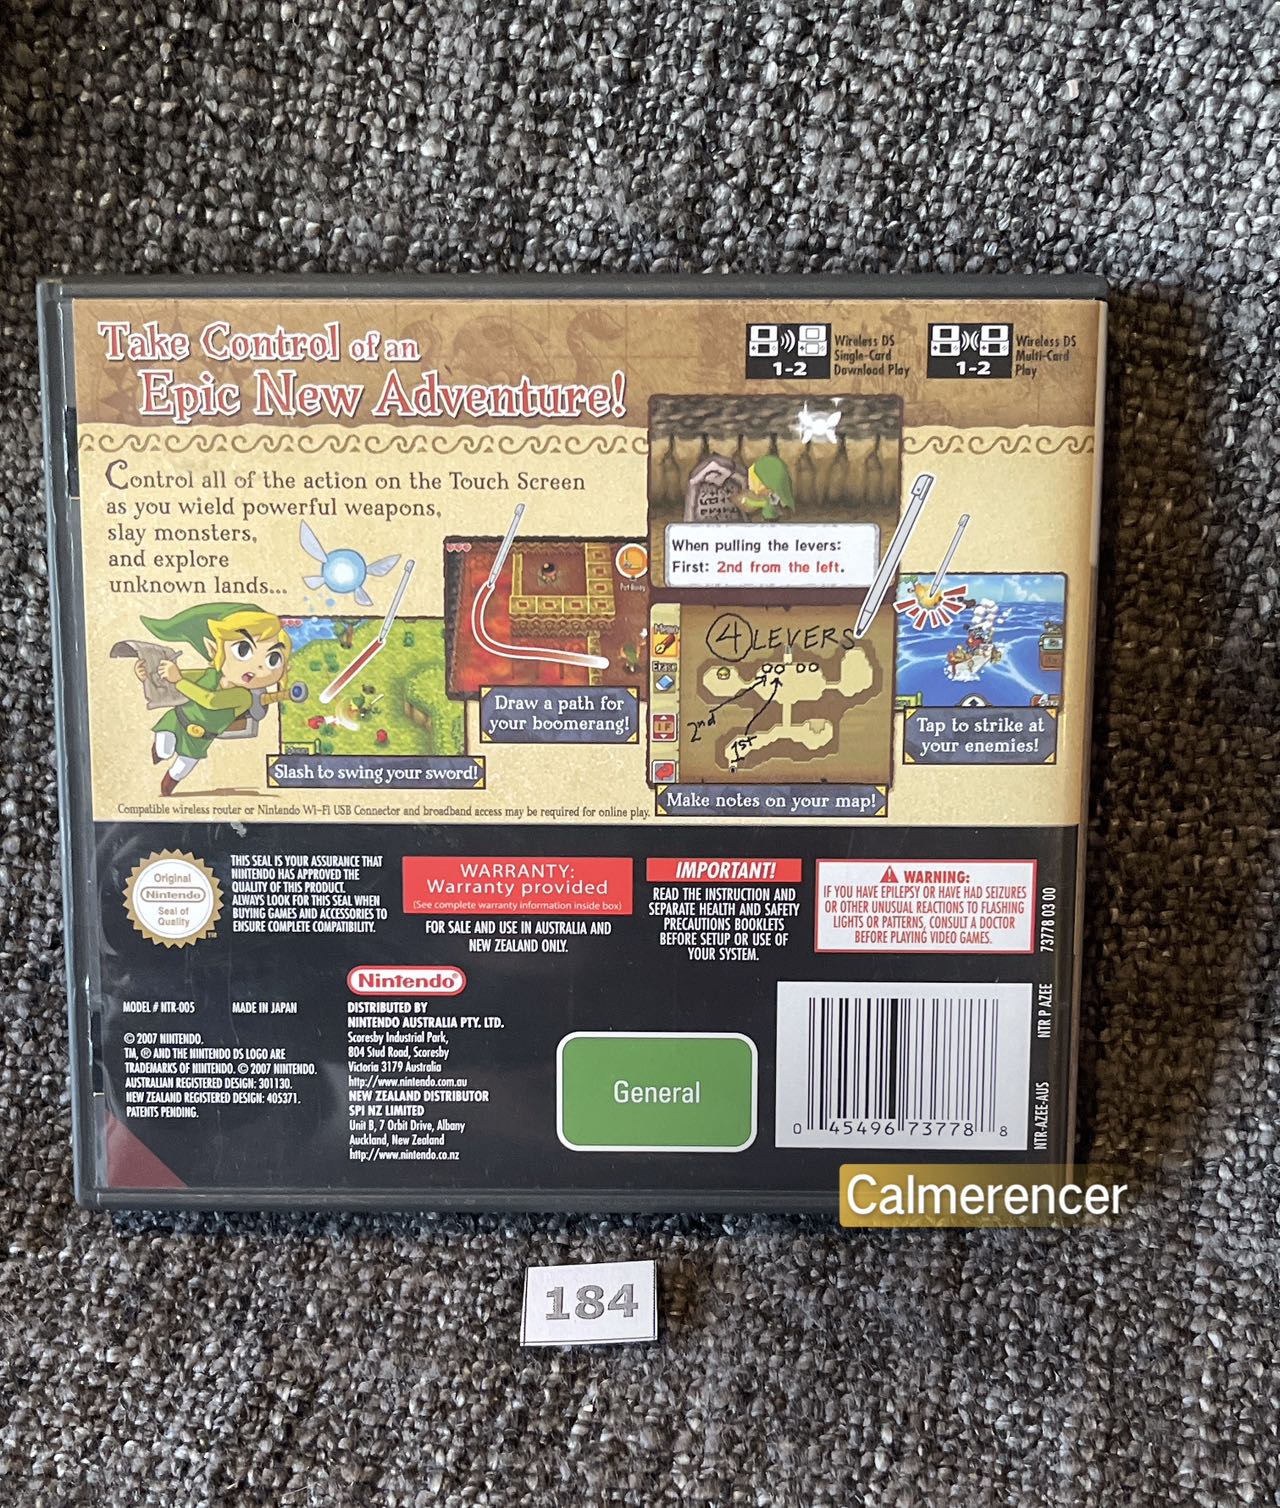 Take Control of an
Epic New Adventure!
Wireless DS
Single-Card
Download Play
1-2
Wireless DS
Multi-Card
Play
1-2
Control all of the action on the Touch Screen
as you wield powerful weapons,
slay monsters,
and explore
unknown lands...
When pulling the levers:
First: 2nd from the left.
4 LEVERS
2nd
1st
Menu
Erase
Slash to swing your sword!
Draw a path for
your boomerang!
Make notes on your map!
Tap to strike at
your enemies!
Compatible wireless router or Nintendo Wi-Fi USB Connector and broadband access may be required for online play.
Original
Nintendo
Seal of
Quality
TM
THIS SEAL IS YOUR ASSURANCE THAT
NINTENDO HAS APPROVED THE
QUALITY OF THIS PRODUCT.
ALWAYS LOOK FOR THIS SEAL WHEN
BUYING GAMES AND ACCESSORIES TO
ENSURE COMPLETE COMPATIBILITY.
WARRANTY:
Warranty provided
(See complete warranty information inside box)
FOR SALE AND USE IN AUSTRALIA AND
NEW ZEALAND ONLY.
IMPORTANT!
READ THE INSTRUCTION AND
SEPARATE HEALTH AND SAFETY
PRECAUTIONS BOOKLETS
BEFORE SETUP OR USE OF
YOUR SYSTEM.
WARNING:
IF YOU HAVE EPILEPSY OR HAVE HAD SEIZURES
OR OTHER UNUSUAL REACTIONS TO FLASHING
LIGHTS OR PATTERNS, CONSULT A DOCTOR
BEFORE PLAYING VIDEO GAMES.
73778 03 00
NTR P AZEE
NTR-AZEE-AUS
MODEL # NTR-005 MADE IN JAPAN
© 2007 NINTENDO.
TM, ® AND THE NINTENDO DS LOGO ARE
TRADEMARKS OF NINTENDO. © 2007 NINTENDO.
AUSTRALIAN REGISTERED DESIGN: 301130.
NEW ZEALAND REGISTERED DESIGN: 405371.
PATENTS PENDING.
Nintendo®
DISTRIBUTED BY
NINTENDO AUSTRALIA PTY. LTD.
Scoresby Industrial Park,
804 Stud Road, Scoresby
Victoria 3179 Australia
http://www.nintendo.com.au
NEW ZEALAND DISTRIBUTOR
SPI NZ LIMITED
Unit B, 7 Orbit Drive, Albany
Auckland, New Zealand
http://www.nintendo.co.nz
General
0 45496 73778 8
Calmerencer
184